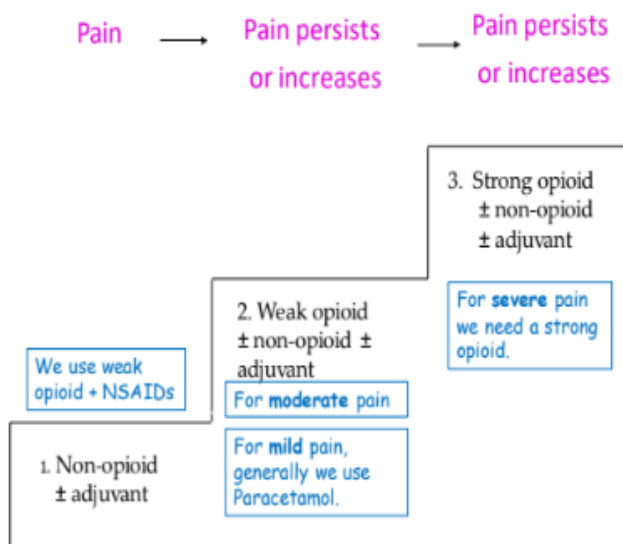 Pain → Pain persists → Pain persists
or increases or increases
3. Strong opioid
± non-opioid
± adjuvant
For severe pain
we need a strong
opioid.
2. Weak opioid
± non-opioid ±
adjuvant
For moderate pain
For mild pain,
generally we use
Paracetamol.
We use weak
opioid + NSAIDs
1. Non-opioid
± adjuvant